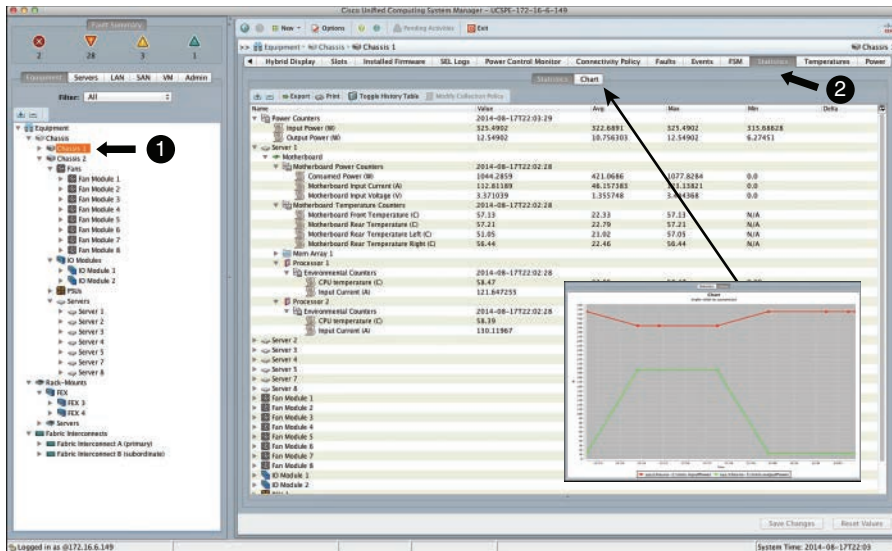 Cisco Unified Computing System Manager - UCSPE-172-16-6-149
Fault Summary
2 28 3 1
Equipment Servers LAN SAN VM Admin
Filter: All
Equipment
Chassis
Chassis 1
1
Chassis 2
Fans
Fan Module 1
Fan Module 2
Fan Module 3
Fan Module 4
Fan Module 5
Fan Module 6
Fan Module 7
Fan Module 8
IO Modules
IO Module 1
IO Module 2
PSUs
Servers
Server 1
Server 2
Server 3
Server 4
Server 5
Server 7
Server 8
Rack-Mounts
FEX
FEX 3
FEX 4
Servers
Fabric Interconnects
Fabric Interconnect A (primary)
Fabric Interconnect B (subordinate)
New Options Pending Activities Exit
>> Equipment Chassis Chassis 1 Chassis
Hybrid Display Slots Installed Firmware SEL Logs Power Control Monitor Connectivity Policy Faults Events FSM Statistics Temperatures Power
Statistics Chart
2
Export Print Toggle History Table Modify Collection Policy
Name Value Avg Max Min Delta
Power Counters 2014-08-17T22:03:29
Input Power (W) 325.4902 322.6891 325.4902 315.68628
Output Power (W) 12.54902 10.756303 12.54902 6.27451
Server 1
Motherboard
Motherboard Power Counters 2014-08-17T22:02:28
Consumed Power (W) 1044.2859 421.0686 1077.8284 0.0
Motherboard Input Current (A) 112.81189 46.157383 0.0
Motherboard Input Voltage (V) 3.371039 1.355748 0.0
Motherboard Temperature Counters 2014-08-17T22:02:28
Motherboard Front Temperature (C) 57.13 22.33 57.13 N/A
Motherboard Rear Temperature (C) 57.21 22.79 57.21 N/A
Motherboard Rear Temperature Left (C) 51.05 21.02 57.05 N/A
Motherboard Rear Temperature Right (C) 56.44 22.46 56.44 N/A
Mem Array 1
Processor 1
Environmental Counters 2014-08-17T22:02:28
CPU temperature (C) 58.47
Input Current (A) 121.647255
Processor 2
Environmental Counters 2014-08-17T22:02:28
CPU temperature (C) 58.39
Input Current (A) 110.11967
Server 2
Server 3
Server 4
Server 5
Server 7
Server 8
Fan Module 1
Fan Module 2
Fan Module 3
Fan Module 4
Fan Module 5
Fan Module 6
Fan Module 7
Fan Module 8
IO Module 1
IO Module 2
Chart
Save Changes Reset Values
Logged in as @172.16.6.149 System Time: 2014-08-17T22:03